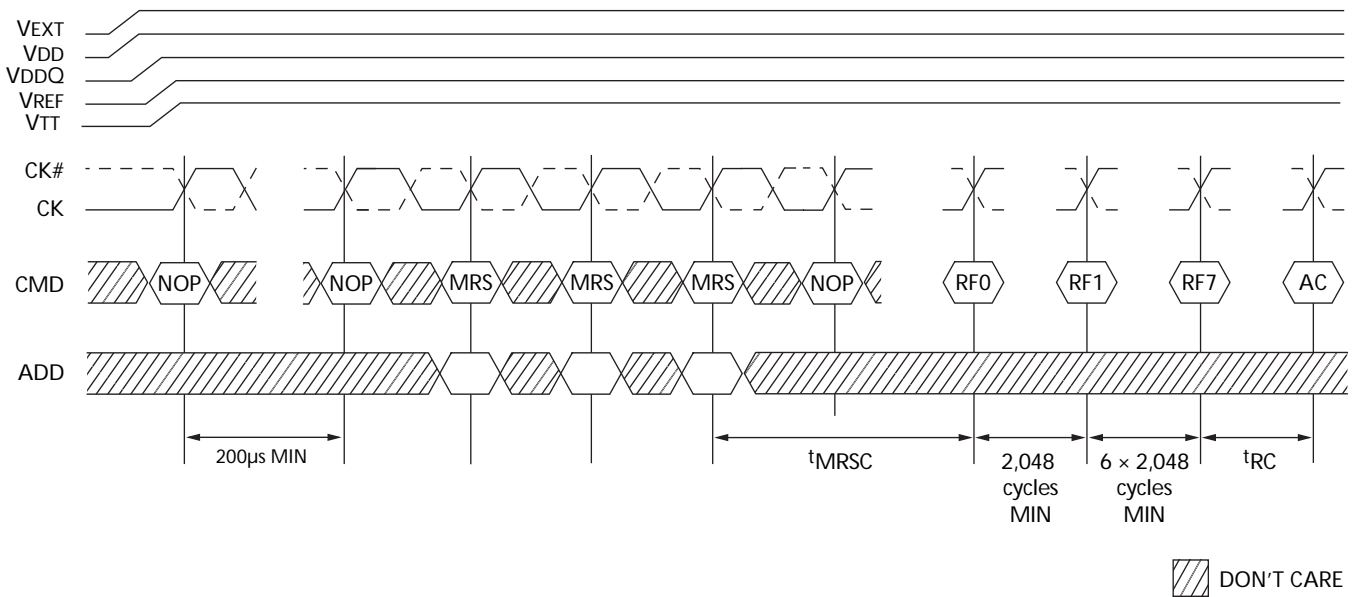 VEXT
VDD
VDDQ
VREF
VTT
CK#
CK
CMD
NOP
NOP
MRS
MRS
MRS
NOP
RF0
RF1
RF7
AC
ADD
200µs MIN
tMRSC
2,048
cycles
MIN
6 × 2,048
cycles
MIN
tRC
DON'T CARE